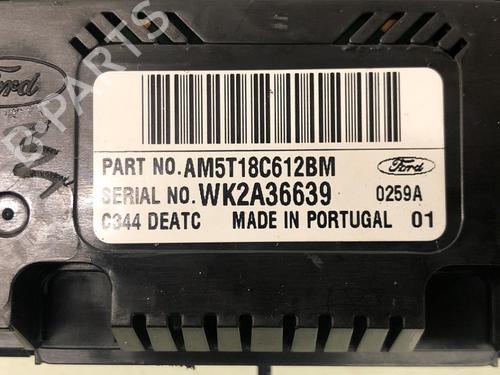 Ford
B-PARTS
PART NO. AM5T18C612BM
Ford
SERIAL NO. WK2A36639 0259A
C344 DEATC MADE IN PORTUGAL 01